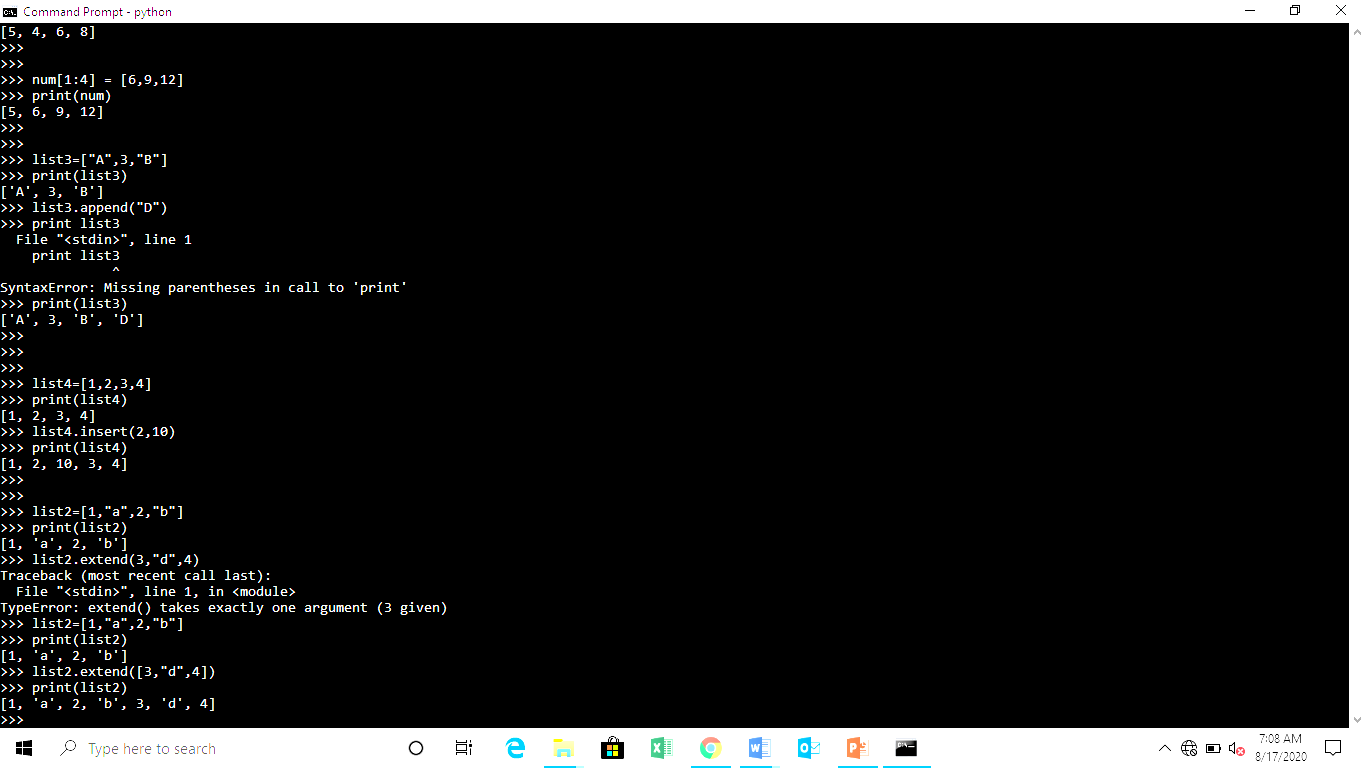 Command Prompt - python
[5, 4, 6, 8]
>>>
>>>
>>> num[1:4] = [6,9,12]
>>> print(num)
[5, 6, 9, 12]
>>>
>>>
>>> list3=["A",3,"B"]
>>> print(list3)
['A', 3, 'B']
>>> list3.append("D")
>>> print list3
  File "<stdin>", line 1
    print list3
              ^
SyntaxError: Missing parentheses in call to 'print'
>>> print(list3)
['A', 3, 'B', 'D']
>>>
>>>
>>>
>>> list4=[1,2,3,4]
>>> print(list4)
[1, 2, 3, 4]
>>> list4.insert(2,10)
>>> print(list4)
[1, 2, 10, 3, 4]
>>>
>>>
>>> list2=[1,"a",2,"b"]
>>> print(list2)
[1, 'a', 2, 'b']
>>> list2.extend(3,"d",4)
Traceback (most recent call last):
  File "<stdin>", line 1, in <module>
TypeError: extend() takes exactly one argument (3 given)
>>> list2=[1,"a",2,"b"]
>>> print(list2)
[1, 'a', 2, 'b']
>>> list2.extend([3,"d",4])
>>> print(list2)
[1, 'a', 2, 'b', 3, 'd', 4]
>>>
Type here to search
7:08 AM
8/17/2020